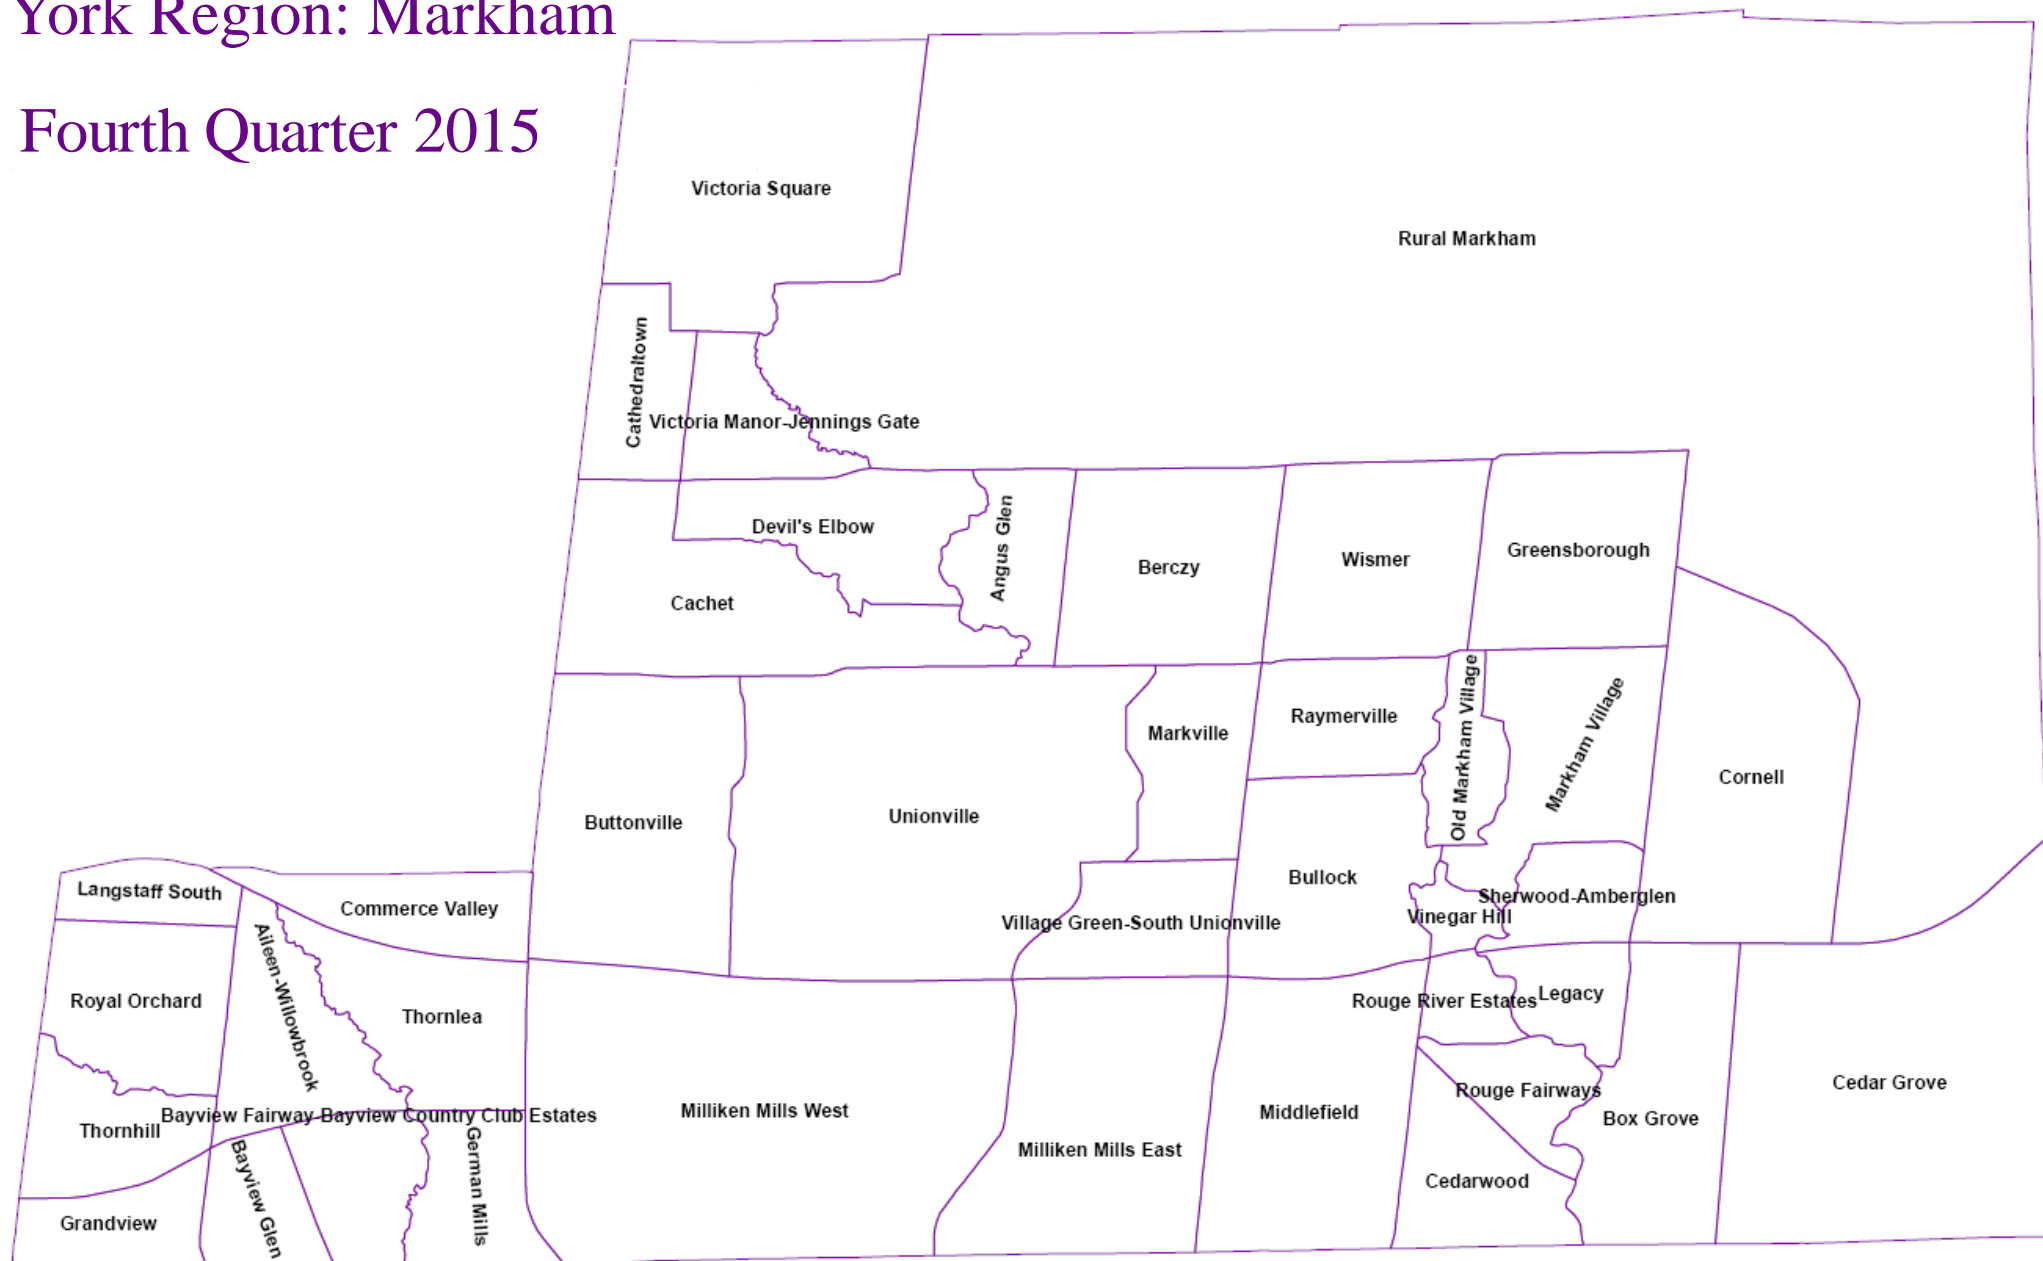 York Region: Markham
Fourth Quarter 2015
Victoria Square
Rural Markham
Cathedraltown
Victoria Manor-Jennings Gate
Devil's Elbow
Angus Glen
Berczy
Wismer
Greensborough
Cachet
Raymerville
Old Markham Village
Markham Village
Markville
Cornell
Buttonville
Unionville
Bullock
Langstaff South
Commerce Valley
Village Green-South Unionville
Vinegar Hill
Sherwood-Amberglen
Royal Orchard
Aileen-Willowbrook
Thornlea
Rouge River Estates
Legacy
Rouge Fairways
Cedar Grove
Thornhill
Bayview Fairway-Bayview Country Club Estates
Milliken Mills West
Milliken Mills East
Middlefield
Box Grove
Cedarwood
Grandview
Bayview Glen
German Mills